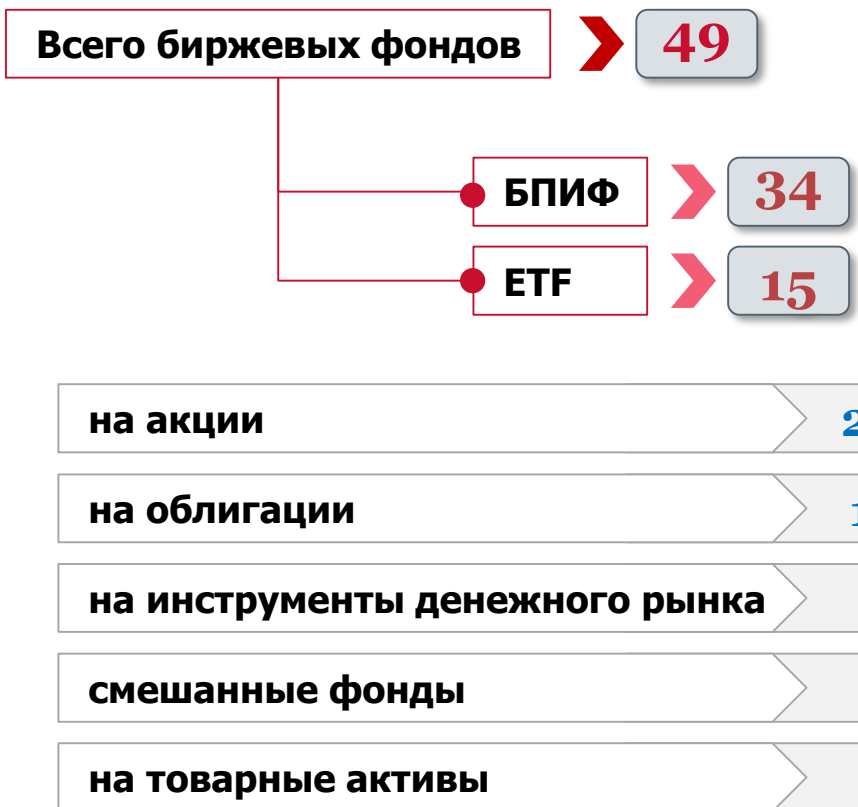 Всего биржевых фондов 49
БПИФ 34
ETF 15
на акции
на облигации
на инструменты денежного рынка
смешанные фонды
на товарные активы